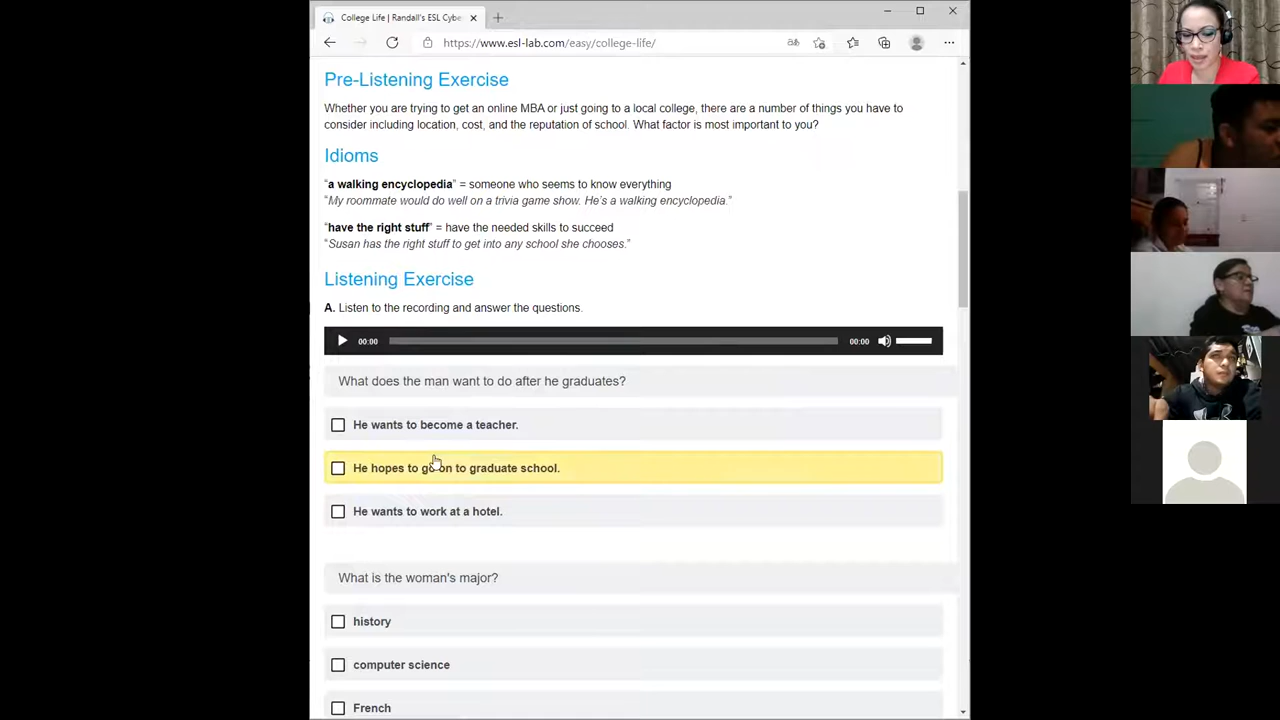 College Life | Randall's ESL Cybe
https://www.esl-lab.com/easy/college-life/
Pre-Listening Exercise
Whether you are trying to get an online MBA or just going to a local college, there are a number of things you have to
consider including location, cost, and the reputation of school. What factor is most important to you?
Idioms
“a walking encyclopedia” = someone who seems to know everything
“My roommate would do well on a trivia game show. He’s a walking encyclopedia.”
“have the right stuff” = have the needed skills to succeed
“Susan has the right stuff to get into any school she chooses.”
Listening Exercise
A. Listen to the recording and answer the questions.
00:00 00:00
What does the man want to do after he graduates?
He wants to become a teacher.
He hopes to go on to graduate school.
He wants to work at a hotel.
What is the woman's major?
history
computer science
French